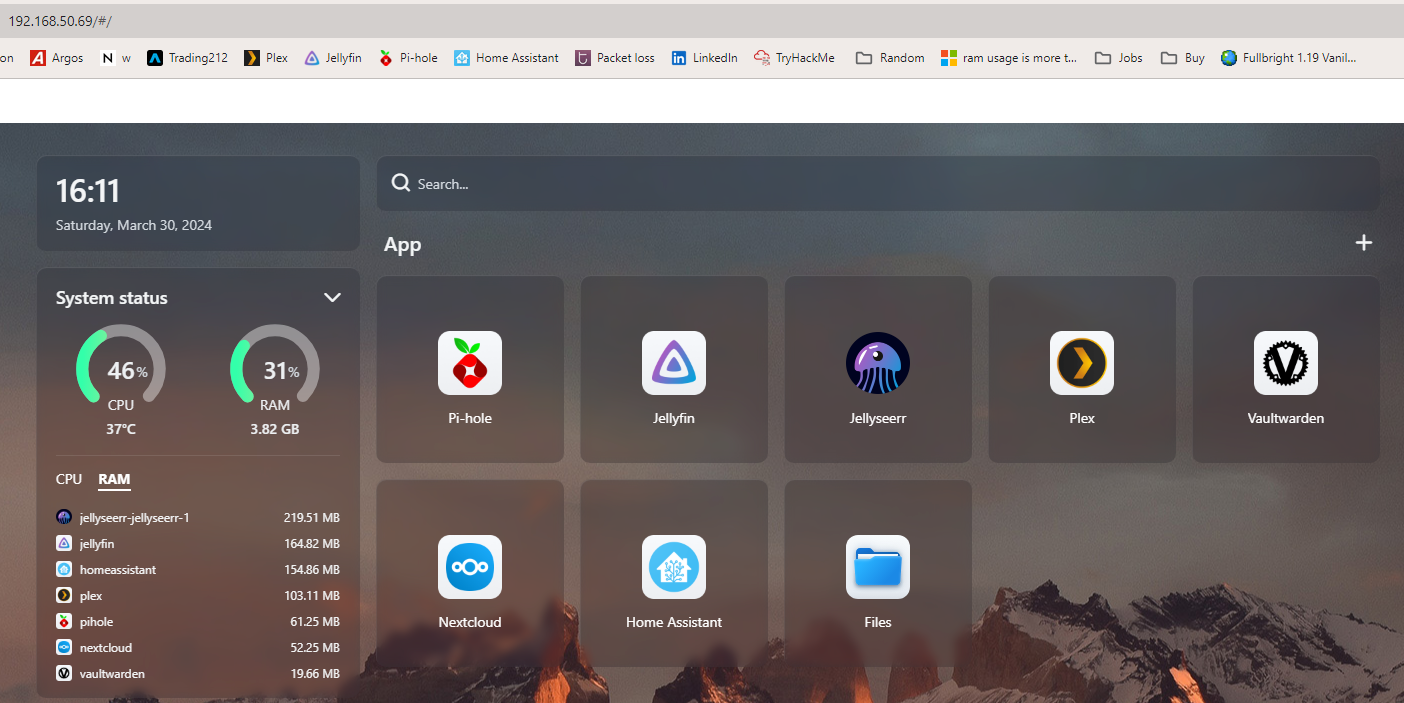 192.168.50.69/#/
on Argos w Trading212 Plex Jellyfin Pi-hole Home Assistant Packet loss LinkedIn TryHackMe Random ram usage is more t... Jobs Buy Fullbright 1.19 Vanil...
16:11
Saturday, March 30, 2024
Search...
App
System status
46%
CPU
37°C
31%
RAM
3.82 GB
CPU RAM
jellyseerr-jellyseerr-1 219.51 MB
jellyfin 164.82 MB
homeassistant 154.86 MB
plex 103.11 MB
pihole 61.25 MB
nextcloud 52.25 MB
vaultwarden 19.66 MB
Pi-hole Jellyfin Jellyseerr Plex Vaultwarden
Nextcloud Home Assistant Files